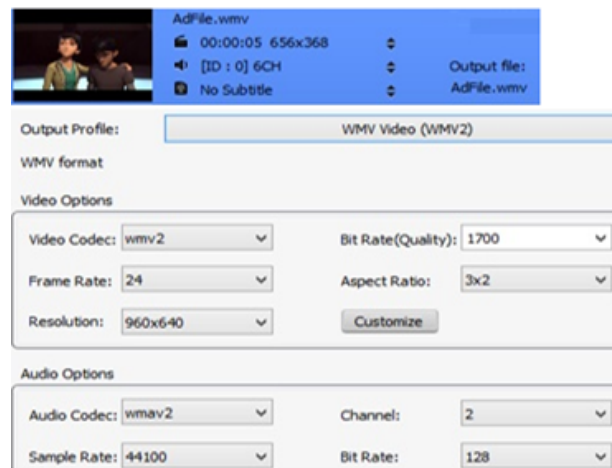 AdFile.wmv
00:00:05 656x368
[ID : 0] 6CH Output file:
No Subtitle AdFile.wmv
Output Profile: WMV Video (WMV2)
WMV format
Video Options
Video Codec: wmv2 Bit Rate(Quality): 1700
Frame Rate: 24 Aspect Ratio: 3x2
Resolution: 960x640 Customize
Audio Options
Audio Codec: wmav2 Channel: 2
Sample Rate: 44100 Bit Rate: 128